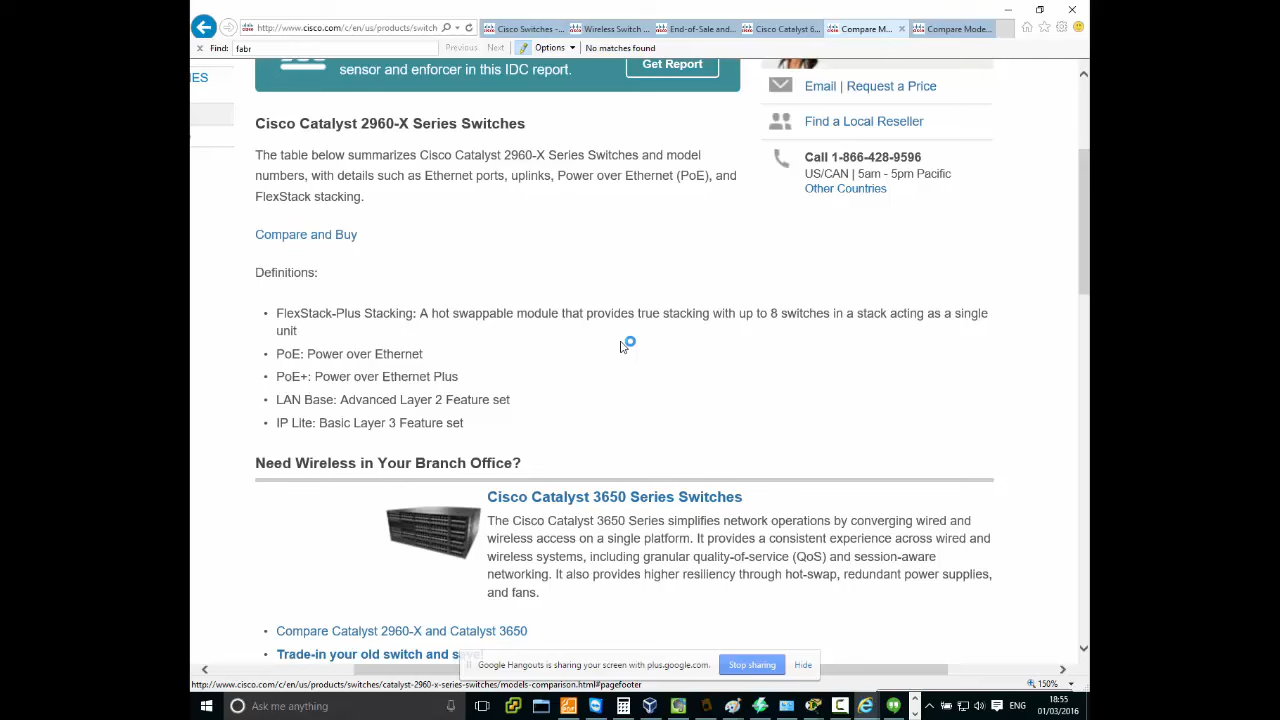 http://www.cisco.com/c/en/us/products/switch
Cisco Switches -...
Wireless Switch ...
End-of-Sale and...
Cisco Catalyst 6...
Compare M...
Compare Mode...
Find: fabr
Previous Next Options No matches found
ES
sensor and enforcer in this IDC report.
Get Report
Email | Request a Price
Find a Local Reseller
Call 1-866-428-9596
US/CAN | 5am - 5pm Pacific
Other Countries
Cisco Catalyst 2960-X Series Switches
The table below summarizes Cisco Catalyst 2960-X Series Switches and model
numbers, with details such as Ethernet ports, uplinks, Power over Ethernet (PoE), and
FlexStack stacking.
Compare and Buy
Definitions:
• FlexStack-Plus Stacking: A hot swappable module that provides true stacking with up to 8 switches in a stack acting as a single
unit
• PoE: Power over Ethernet
• PoE+: Power over Ethernet Plus
• LAN Base: Advanced Layer 2 Feature set
• IP Lite: Basic Layer 3 Feature set
Need Wireless in Your Branch Office?
Cisco Catalyst 3650 Series Switches
The Cisco Catalyst 3650 Series simplifies network operations by converging wired and
wireless access on a single platform. It provides a consistent experience across wired and
wireless systems, including granular quality-of-service (QoS) and session-aware
networking. It also provides higher resiliency through hot-swap, redundant power supplies,
and fans.
• Compare Catalyst 2960-X and Catalyst 3650
• Trade-in your old switch and save!
Google Hangouts is sharing your screen with plus.google.com.
Stop sharing
Hide
http://www.cisco.com/c/en/us/products/switches/catalyst-2960-x-series-switches/models-comparison.html#pagefooter
150%
Ask me anything
ENG
18:55
01/03/2016